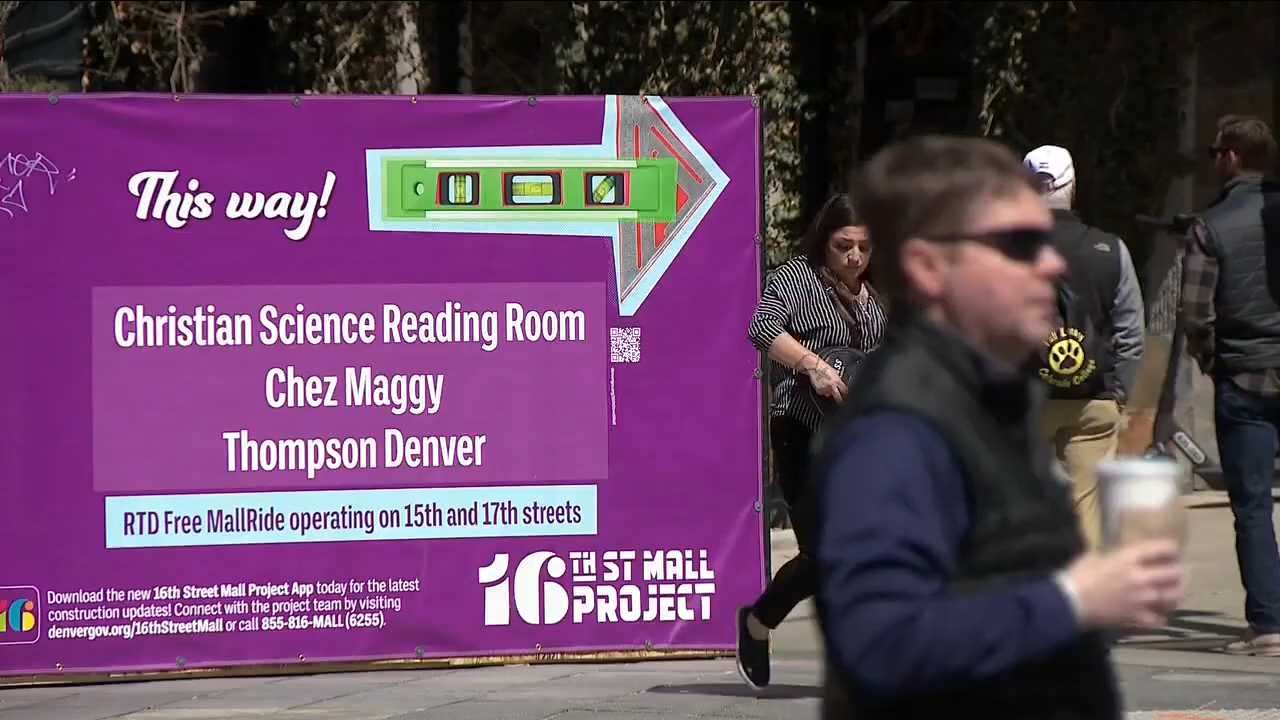 This way!
Christian Science Reading Room
Chez Maggy
Thompson Denver
RTD Free MallRide operating on 15th and 17th streets
16TH ST MALL
PROJECT
16
Download the new 16th Street Mall Project App today for the latest
construction updates! Connect with the project team by visiting
denvergov.org/16thStreetMall or call 855-816-MALL (6255).